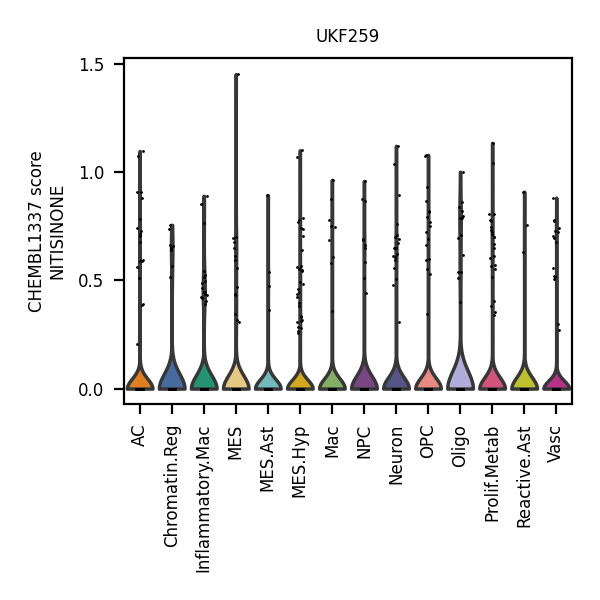 UKF259
CHEMBL1337 score
NITISINONE
1.5
1.0
0.5
0.0
AC
Chromatin.Reg
Inflammatory.Mac
MES
MES.Ast
MES.Hyp
Mac
NPC
Neuron
OPC
Oligo
Prolif.Metab
Reactive.Ast
Vasc